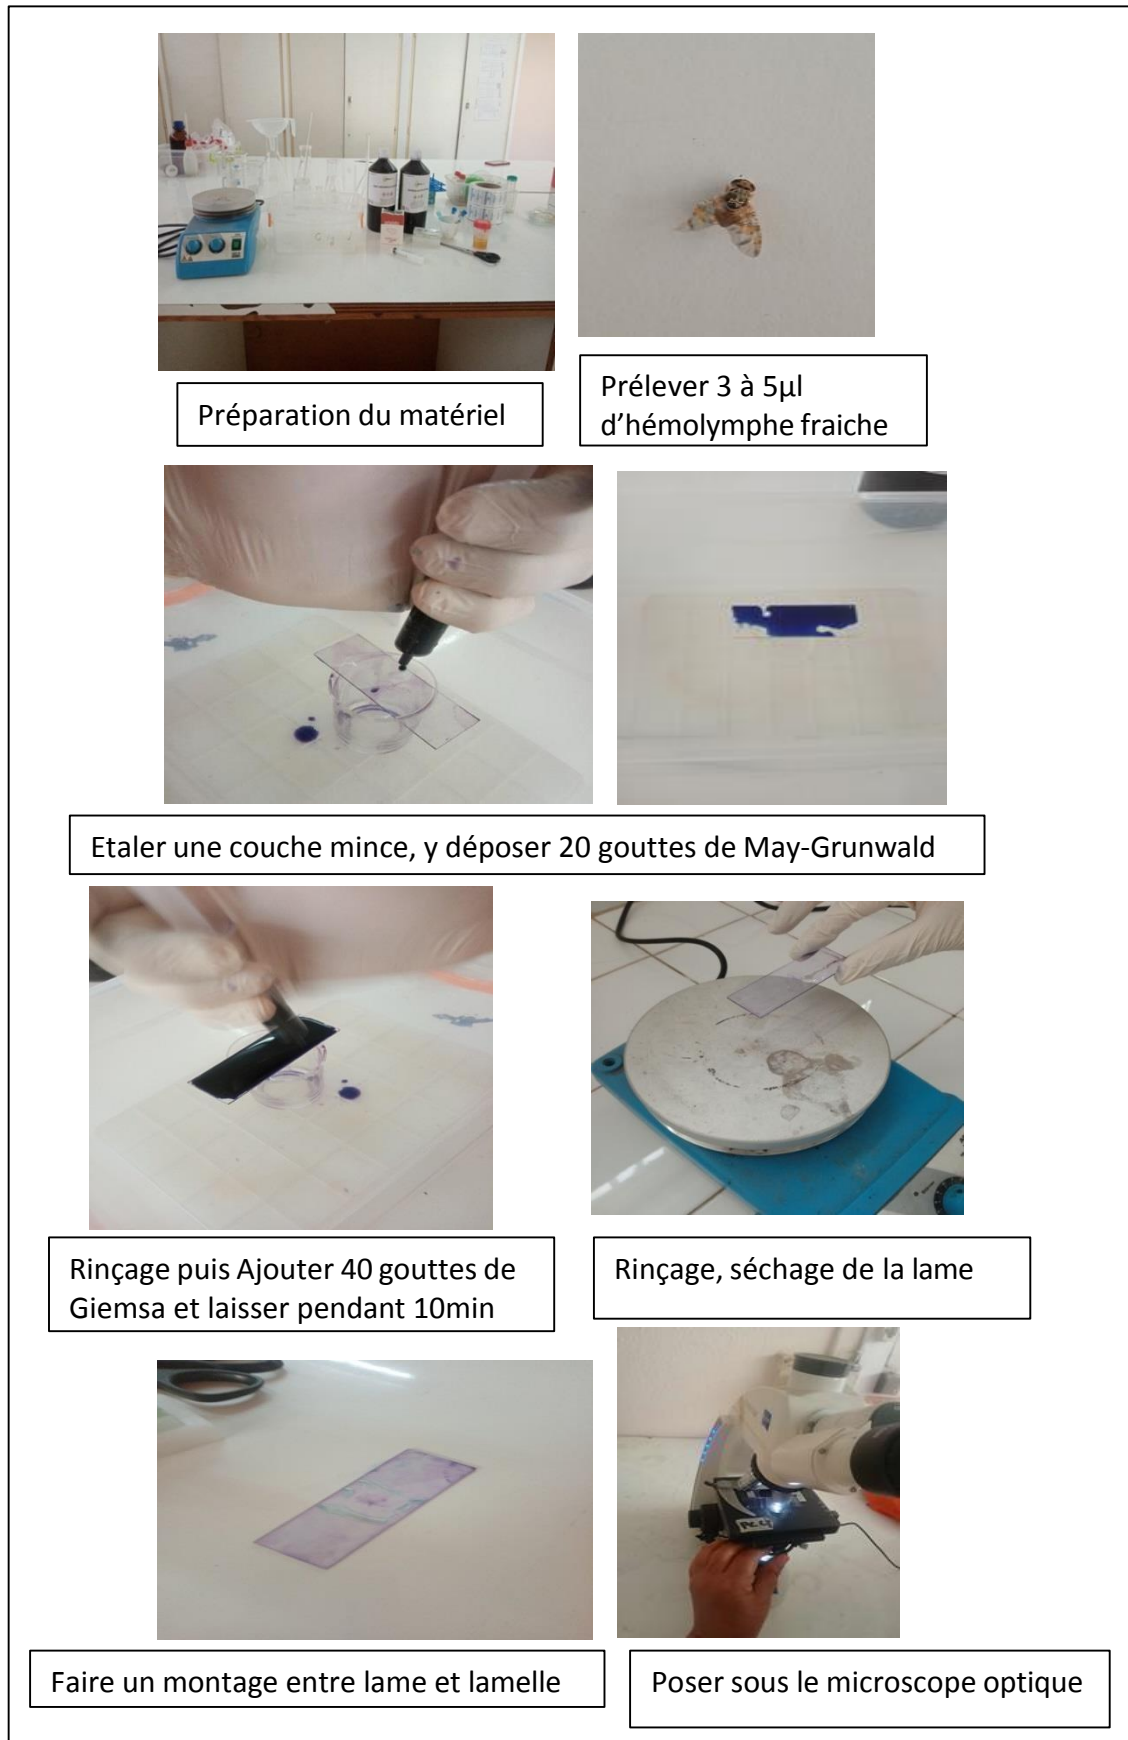 Préparation du matériel
Prélever 3 à 5µl
d’hémolymphe fraiche
Etaler une couche mince, y déposer 20 gouttes de May-Grunwald
Rinçage puis Ajouter 40 gouttes de
Giemsa et laisser pendant 10min
Rinçage, séchage de la lame
Faire un montage entre lame et lamelle
Poser sous le microscope optique